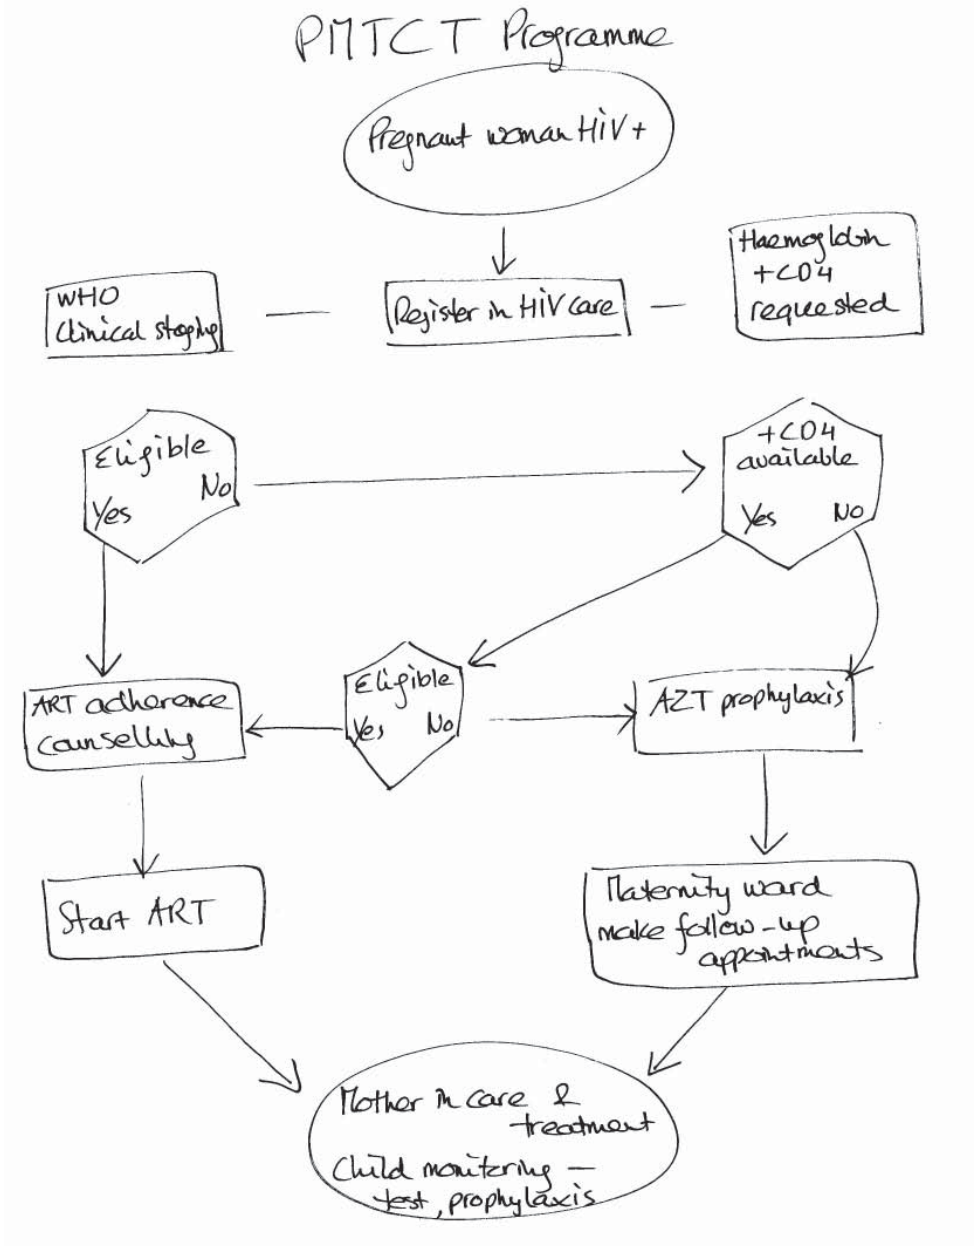 PMTCT Programme
Pregnant woman HiV+
WHO
Clinical staging
Register in HiV care
Haemoglobin
+CD4
requested
Eligible
No
Yes
+CD4
available
Yes No
ART adherence
counselling
Eligible
Yes No
AZT prophylaxis
Start ART
Maternity ward
make follow-up
appointments
Mother in care &
treatment
Child monitoring –
test, prophylaxis